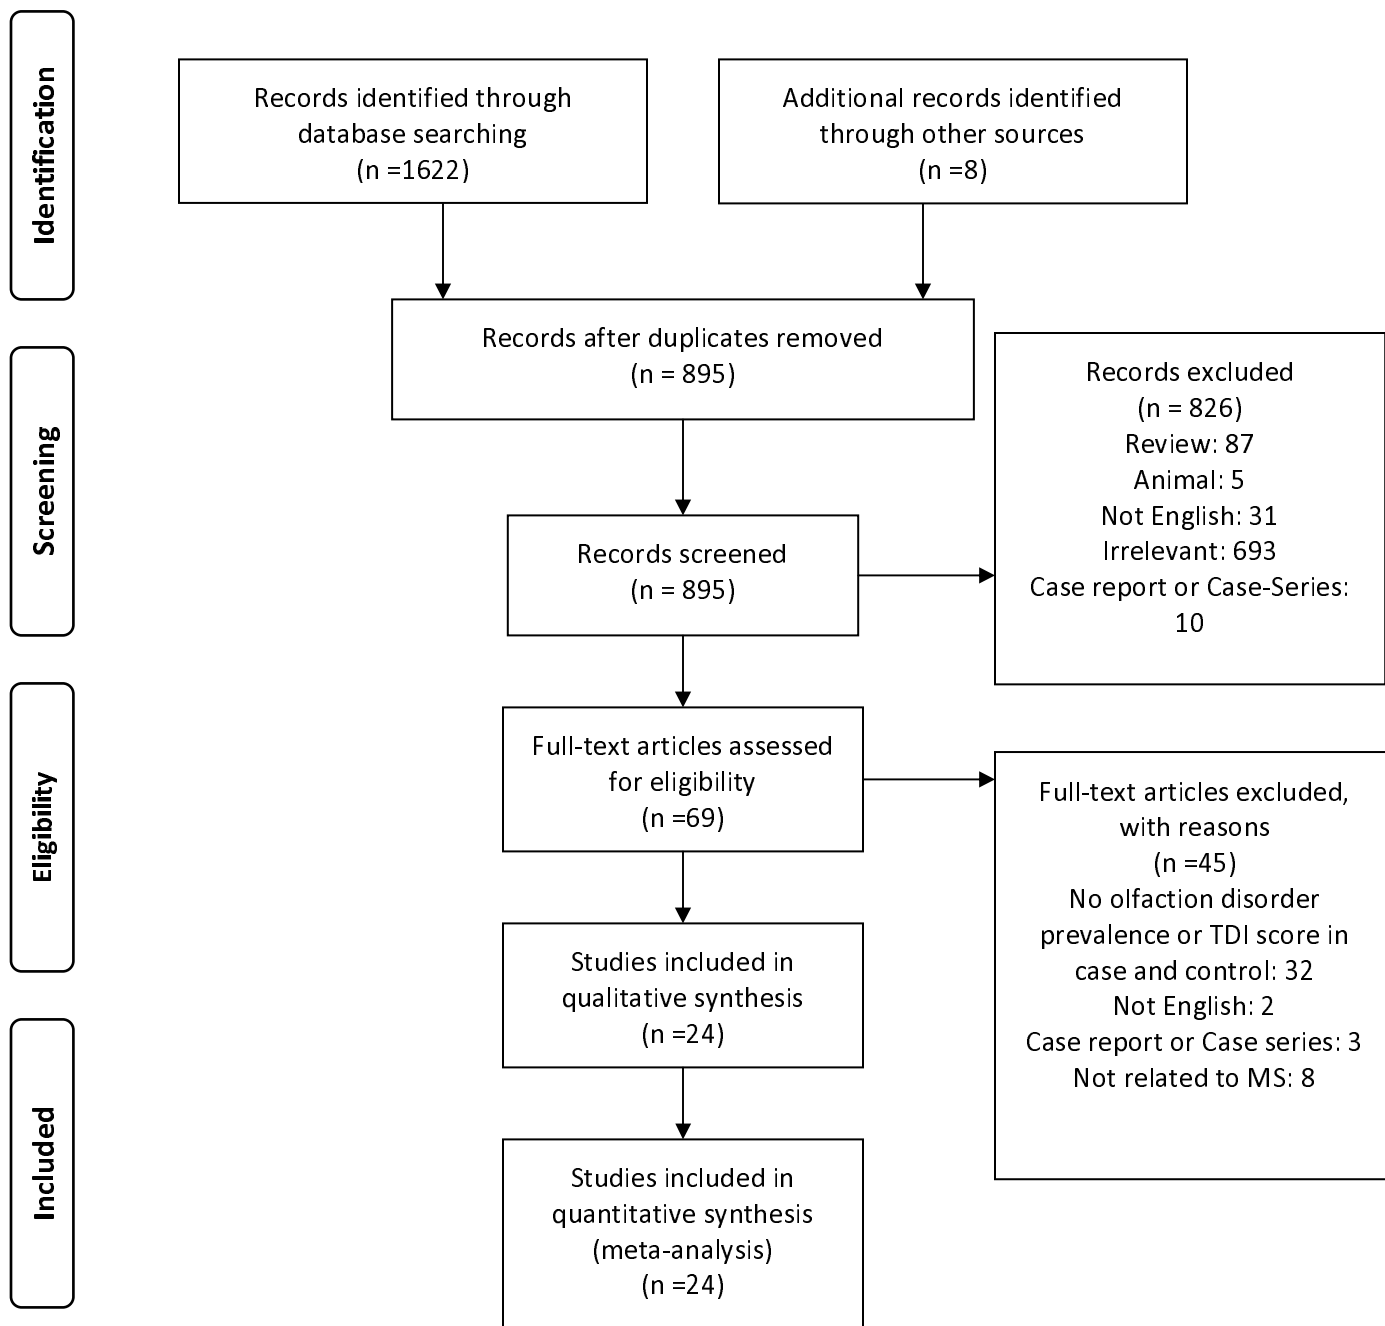 Identification
Records identified through
database searching
(n =1622)
Additional records identified
through other sources
(n =8)
Records after duplicates removed
(n = 895)
Screening
Records screened
(n = 895)
Records excluded
(n = 826)
Review: 87
Animal: 5
Not English: 31
Irrelevant: 693
Case report or Case-Series:
10
Eligibility
Full-text articles assessed
for eligibility
(n =69)
Full-text articles excluded,
with reasons
(n =45)
No olfaction disorder
prevalence or TDI score in
case and control: 32
Not English: 2
Case report or Case series: 3
Not related to MS: 8
Studies included in
qualitative synthesis
(n =24)
Included
Studies included in
quantitative synthesis
(meta-analysis)
(n =24)